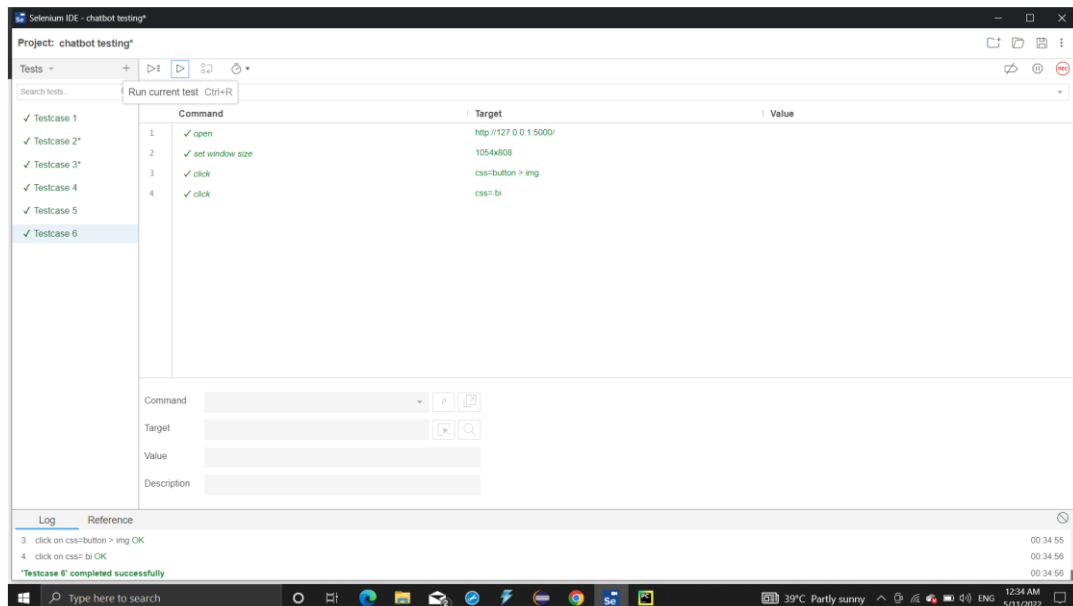 Selenium IDE - chatbot testing*
Project: chatbot testing*
Tests
Search tests...
Run current test Ctrl+R
Command Target Value
✓ Testcase 1
✓ Testcase 2*
✓ Testcase 3*
✓ Testcase 4
✓ Testcase 5
✓ Testcase 6
1 ✓ open http://127.0.0.1:5000/
2 ✓ set window size 1054x808
3 ✓ click css=button > img
4 ✓ click css=.bi
Command
//
Target
Value
Description
Log Reference
3. click on css=button > img OK 00:34:55
4. click on css=.bi OK 00:34:56
'Testcase 6' completed successfully 00:34:56
Type here to search
Se
PC
39°C Partly sunny
ENG
12:34 AM
5/11/2022
REC